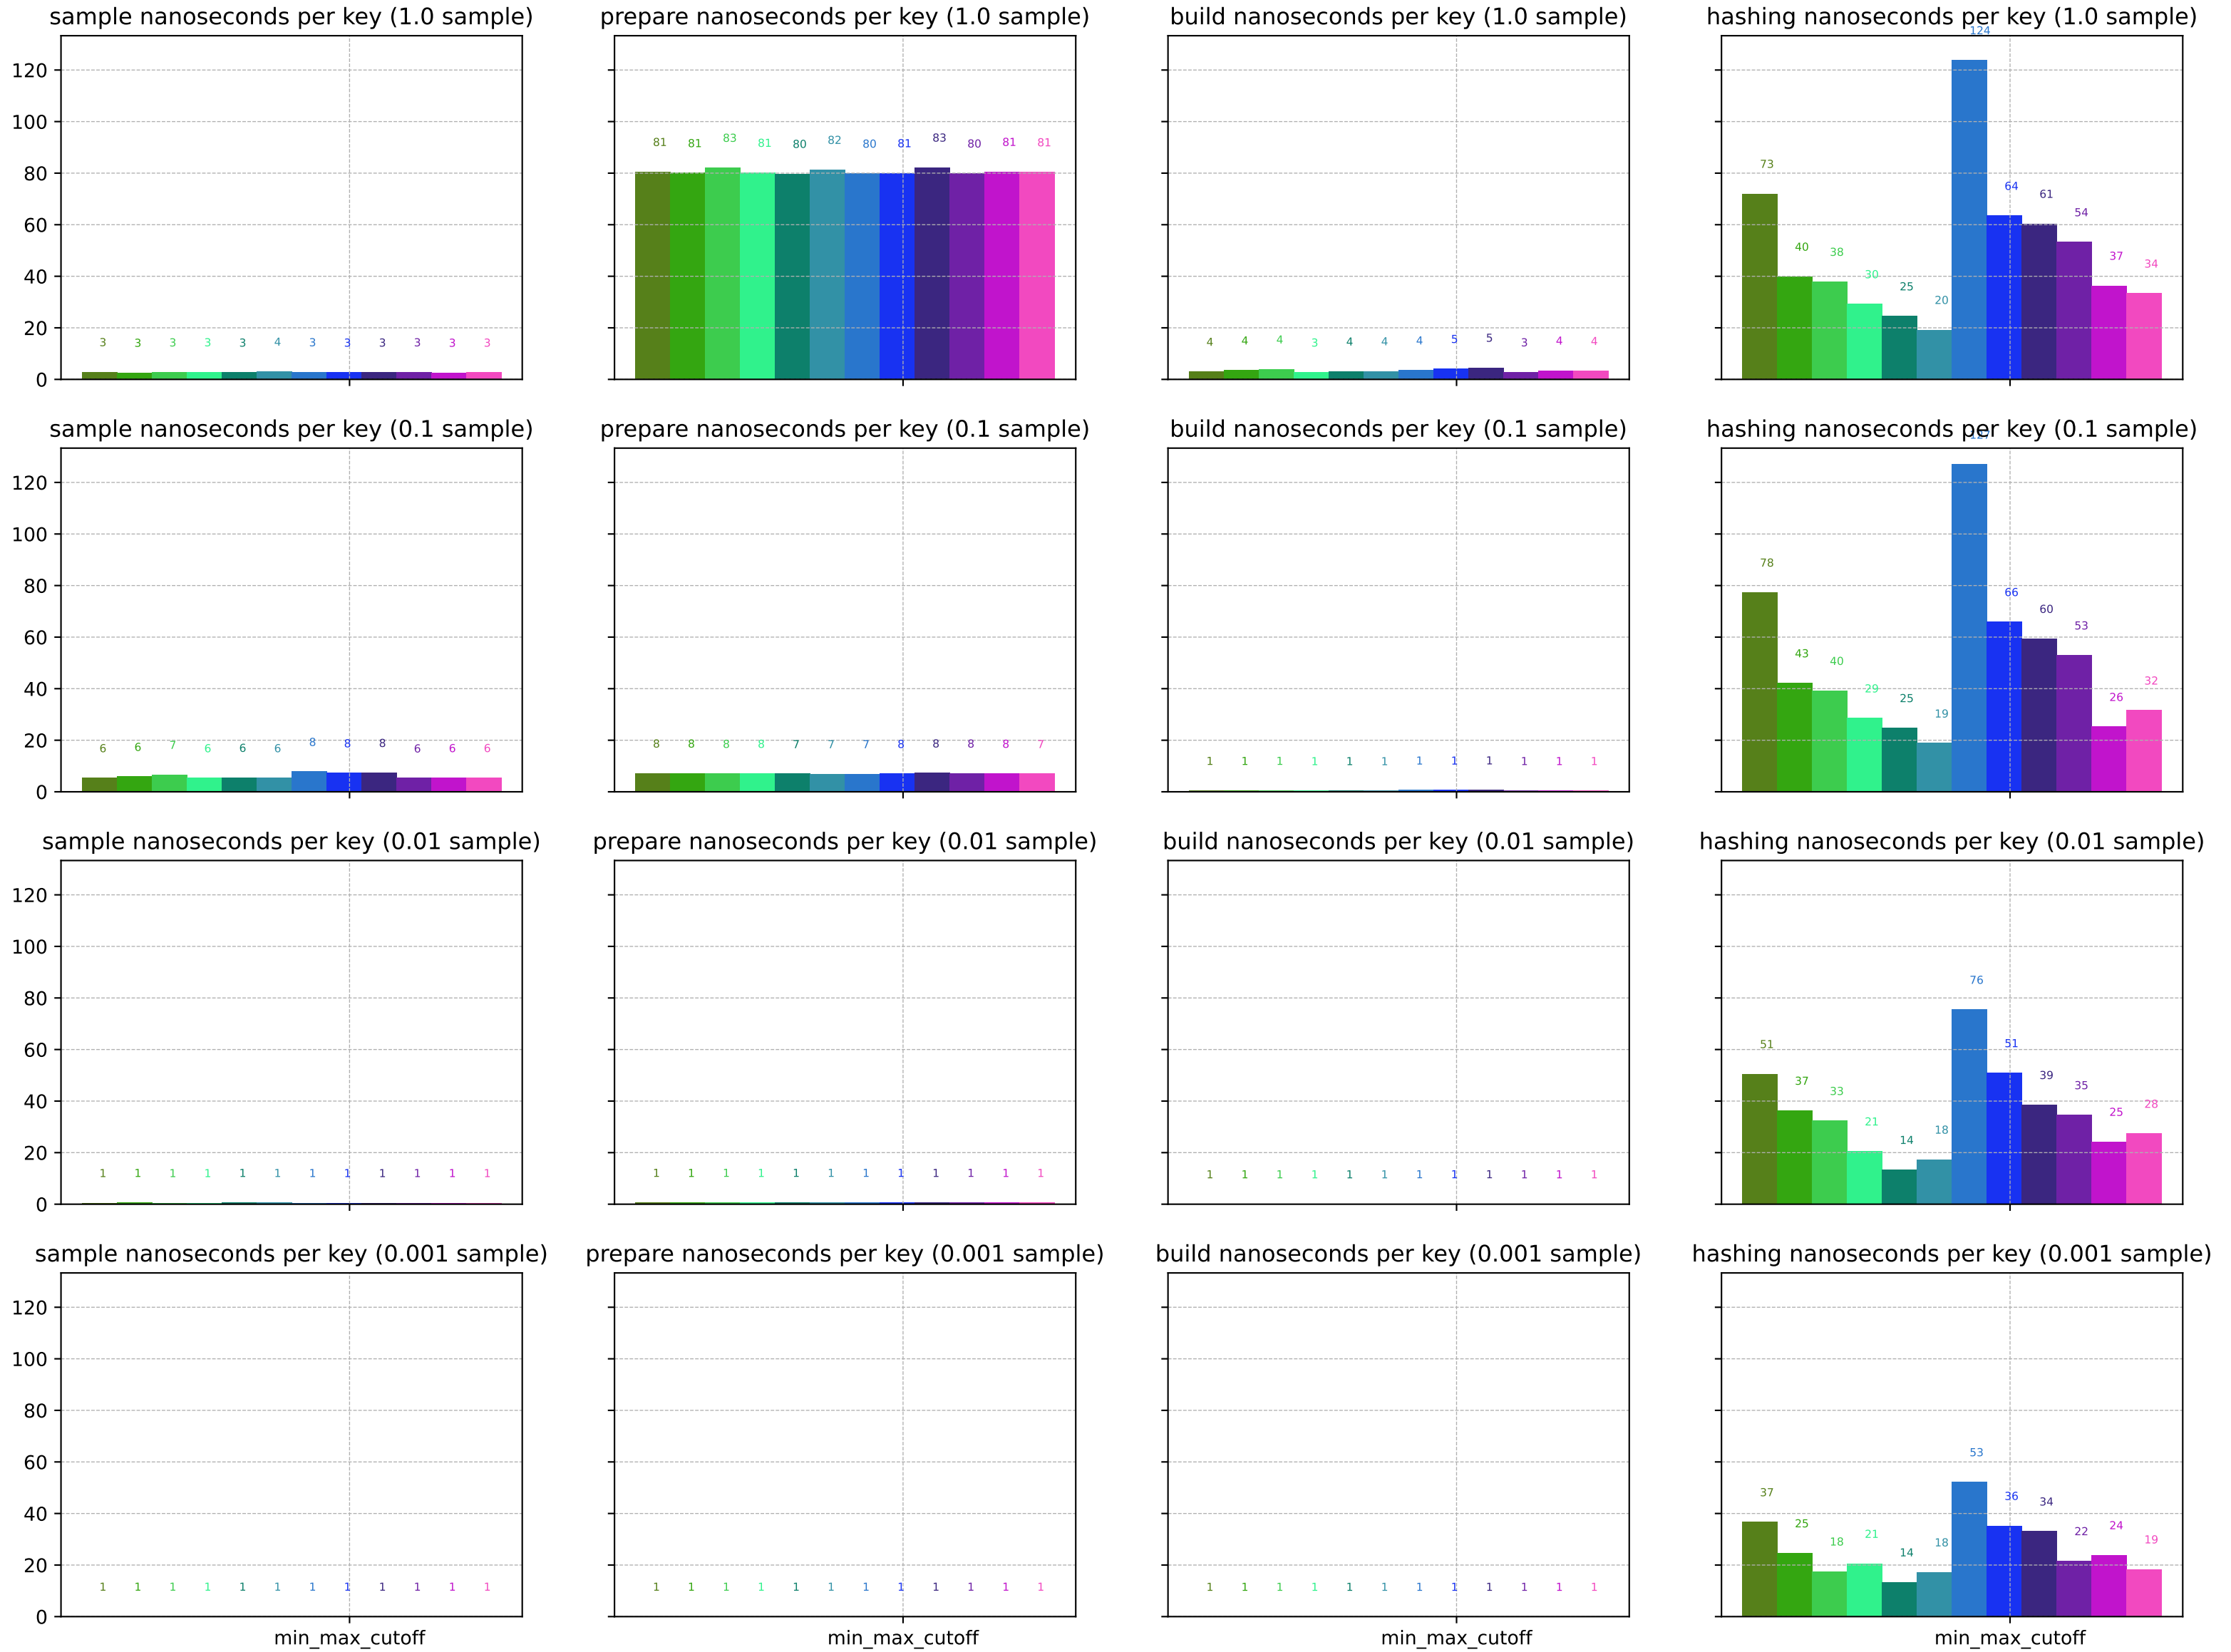 sample nanoseconds per key (1.0 sample)
prepare nanoseconds per key (1.0 sample)
build nanoseconds per key (1.0 sample)
hashing nanoseconds per key (1.0 sample)
120
100
80
60
40
20
0
3 3 3 3 3 4 3 3 3 3 3 3
81 81 83 81 80 82 80 81 83 80 81 81
4 4 4 3 4 4 4 5 5 3 4 4
73 40 38 30 25 20 124 64 61 54 37 34
sample nanoseconds per key (0.1 sample)
prepare nanoseconds per key (0.1 sample)
build nanoseconds per key (0.1 sample)
hashing nanoseconds per key (0.1 sample)
120
100
80
60
40
20
0
6 6 7 6 6 6 8 8 8 6 6 6
8 8 8 8 7 7 7 8 8 8 8 7
1 1 1 1 1 1 1 1 1 1 1 1
78 43 40 29 25 19 127 66 60 53 26 32
sample nanoseconds per key (0.01 sample)
prepare nanoseconds per key (0.01 sample)
build nanoseconds per key (0.01 sample)
hashing nanoseconds per key (0.01 sample)
120
100
80
60
40
20
0
1 1 1 1 1 1 1 1 1 1 1 1
1 1 1 1 1 1 1 1 1 1 1 1
1 1 1 1 1 1 1 1 1 1 1 1
51 37 33 21 14 18 76 51 39 35 25 28
sample nanoseconds per key (0.001 sample)
prepare nanoseconds per key (0.001 sample)
build nanoseconds per key (0.001 sample)
hashing nanoseconds per key (0.001 sample)
120
100
80
60
40
20
0
1 1 1 1 1 1 1 1 1 1 1 1
1 1 1 1 1 1 1 1 1 1 1 1
1 1 1 1 1 1 1 1 1 1 1 1
37 25 18 21 14 18 53 36 34 22 24 19
min_max_cutoff
min_max_cutoff
min_max_cutoff
min_max_cutoff